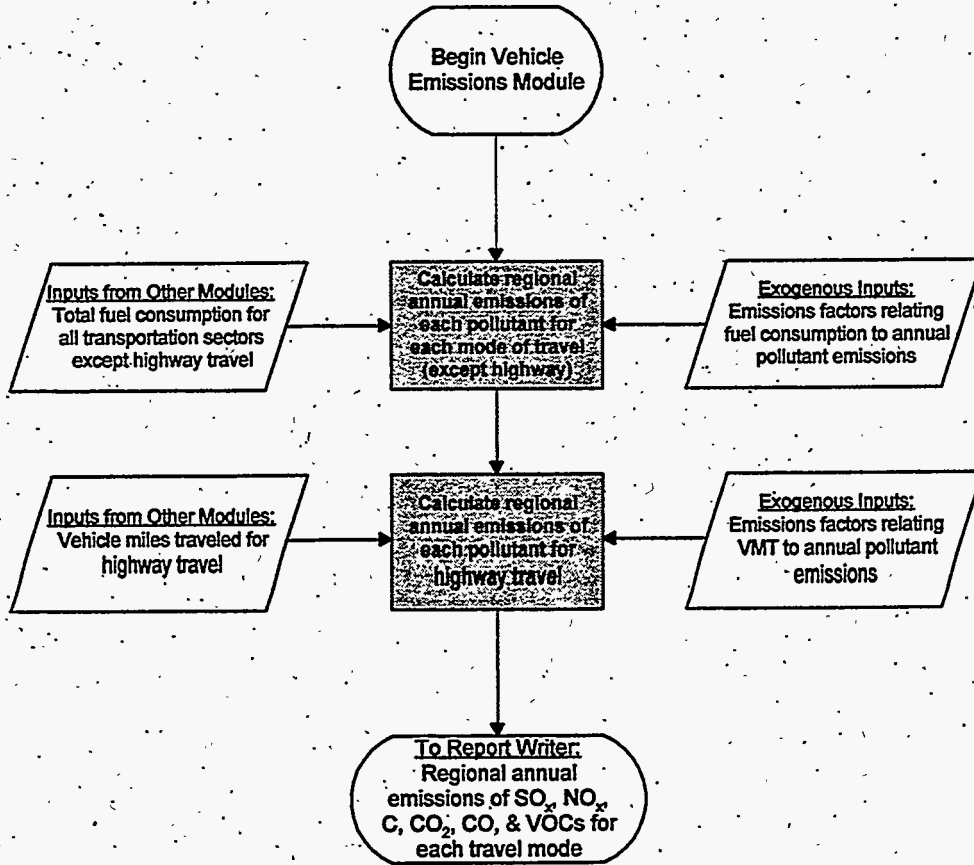 Begin Vehicle
Emissions Module
Inputs from Other Modules:
Total fuel consumption for
all transportation sectors
except highway travel
Calculate regional
annual emissions of
each pollutant for
each mode of travel
(except highway)
Exogenous Inputs:
Emissions factors relating
fuel consumption to annual
pollutant emissions
Inputs from Other Modules:
Vehicle miles traveled for
highway travel
Calculate regional
annual emissions of
each pollutant for
highway travel
Exogenous Inputs:
Emissions factors relating
VMT to annual pollutant
emissions
To Report Writer:
Regional annual
emissions of SOₓ, NOₓ,
C, CO₂, CO, & VOCs for
each travel mode